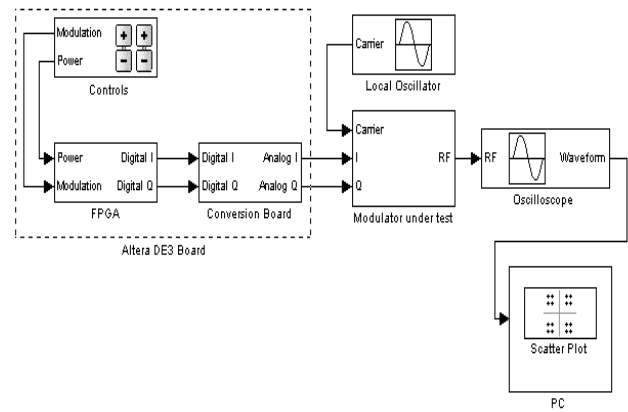 Modulation
Power
Controls
Carrier
Local Oscillator
Power
Digital I
Modulation
Digital Q
FPGA
Digital I
Analog I
Digital Q
Analog Q
Conversion Board
Carrier
I
RF
Q
Modulator under test
RF
Waveform
Oscilloscope
Altera DE3 Board
Scatter Plot
PC